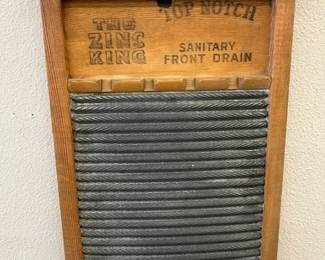 THE
ZINC
KING
TOP NOTCH
SANITARY
FRONT DRAIN